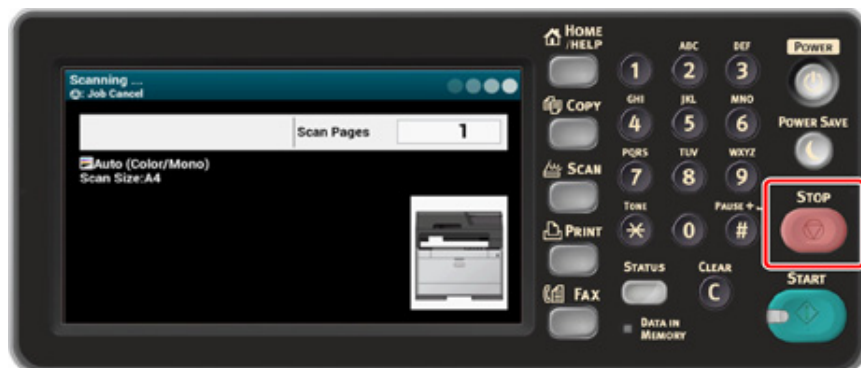 Scanning ...
: Job Cancel
Scan Pages
1
Auto (Color/Mono)
Scan Size:A4
HOME
/HELP
COPY
SCAN
PRINT
FAX
ABC
DEF
1
2
3
GHI
JKL
MNO
4
5
6
PQRS
TUV
WXYZ
7
8
9
TONE
PAUSE + -
0
#
STATUS
CLEAR
C
DATA IN
MEMORY
POWER
POWER SAVE
STOP
START